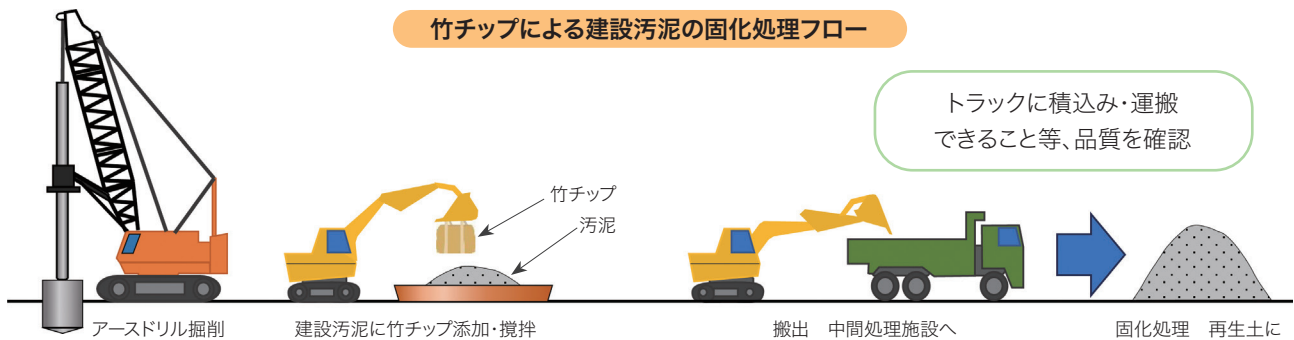 竹チップによる建設汚泥の固化処理フロー
トラックに積込み・運搬
できること等、品質を確認
竹チップ
汚泥
アースドリル掘削
建設汚泥に竹チップ添加・撹拌
搬出　中間処理施設へ
固化処理　再生土に